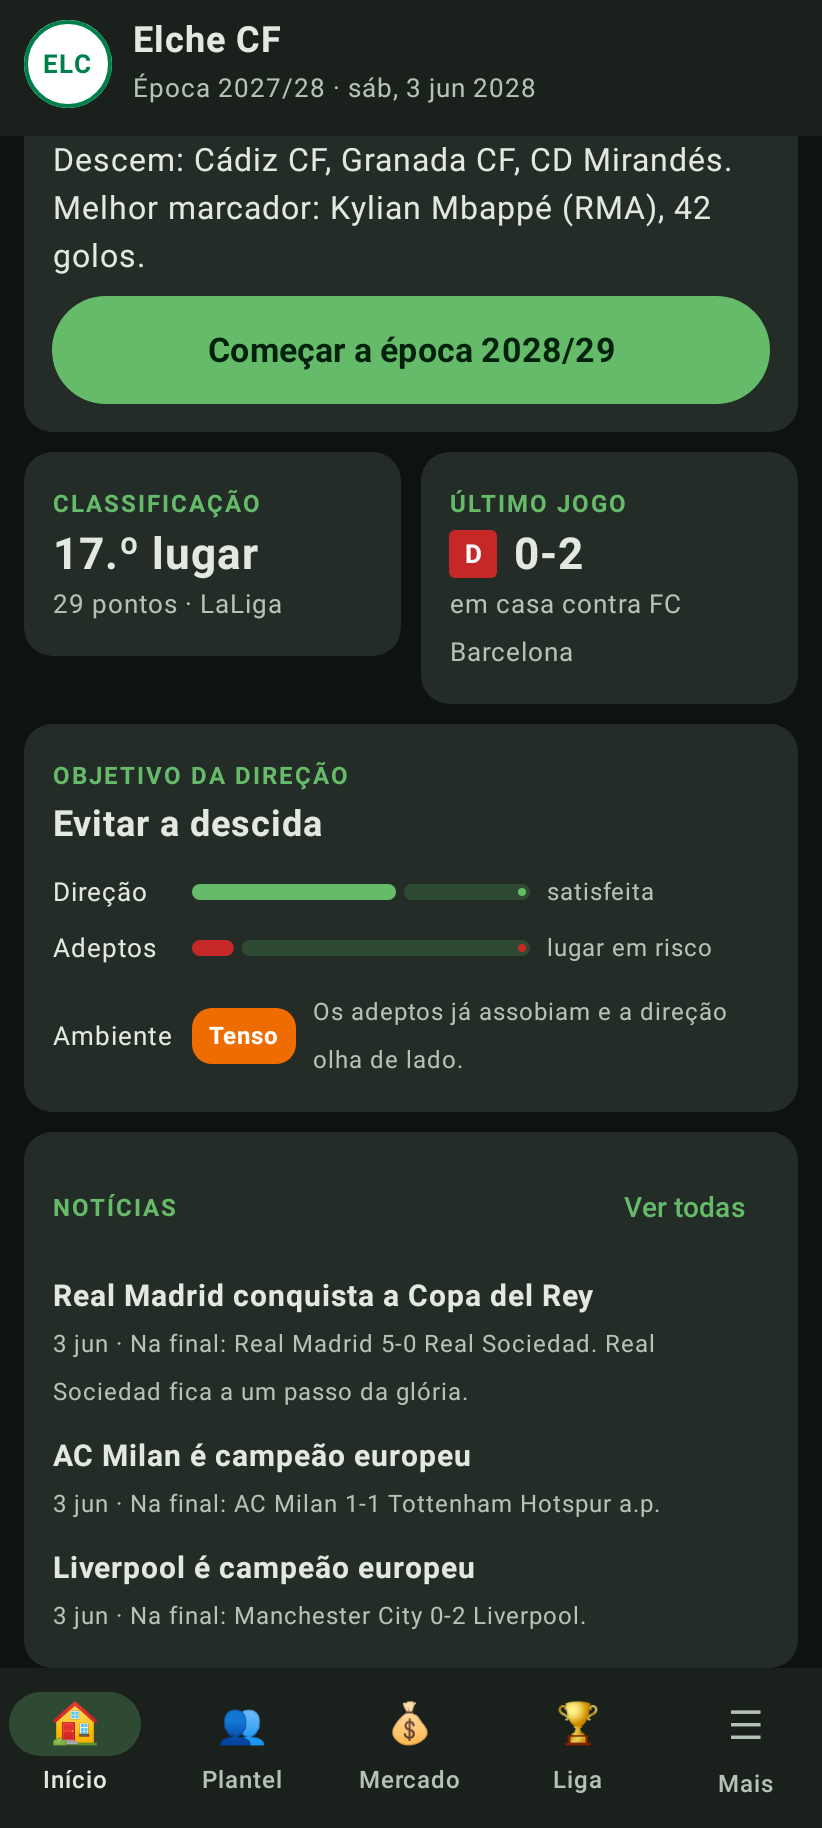 ELC
Elche CF
Época 2027/28 · sáb, 3 jun 2028
Descem: Cádiz CF, Granada CF, CD Mirandés.
Melhor marcador: Kylian Mbappé (RMA), 42
golos.
Começar a época 2028/29
CLASSIFICAÇÃO
17.º lugar
29 pontos · LaLiga
ÚLTIMO JOGO
D 0-2
em casa contra FC
Barcelona
OBJETIVO DA DIREÇÃO
Evitar a descida
Direção satisfeita
Adeptos lugar em risco
Ambiente Tenso Os adeptos já assobiam e a direção
olha de lado.
NOTÍCIAS Ver todas
Real Madrid conquista a Copa del Rey
3 jun · Na final: Real Madrid 5-0 Real Sociedad. Real
Sociedad fica a um passo da glória.
AC Milan é campeão europeu
3 jun · Na final: AC Milan 1-1 Tottenham Hotspur a.p.
Liverpool é campeão europeu
3 jun · Na final: Manchester City 0-2 Liverpool.
Início Plantel Mercado Liga Mais